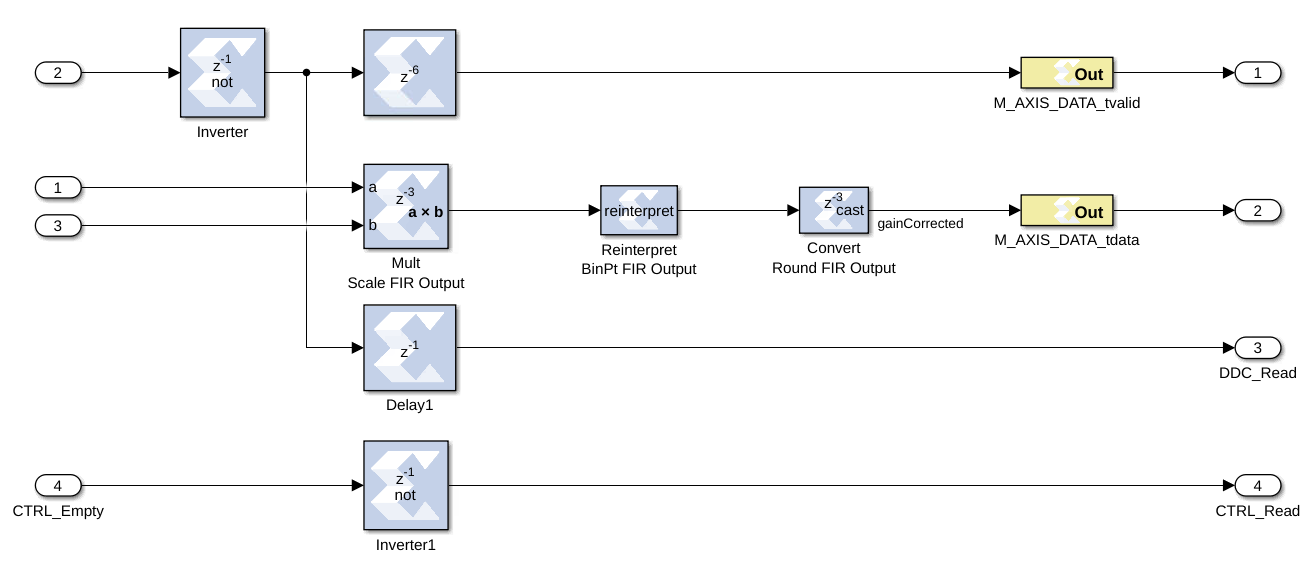 2
z-1
not
Inverter
z-6
Out
M_AXIS_DATA_tvalid
1
1
3
a
b
z-3
a × b
Mult
Scale FIR Output
reinterpret
Reinterpret
BinPt FIR Output
z-3
cast
Convert
Round FIR Output
gainCorrected
Out
M_AXIS_DATA_tdata
2
z-1
Delay1
3
DDC_Read
4
CTRL_Empty
z-1
not
Inverter1
4
CTRL_Read